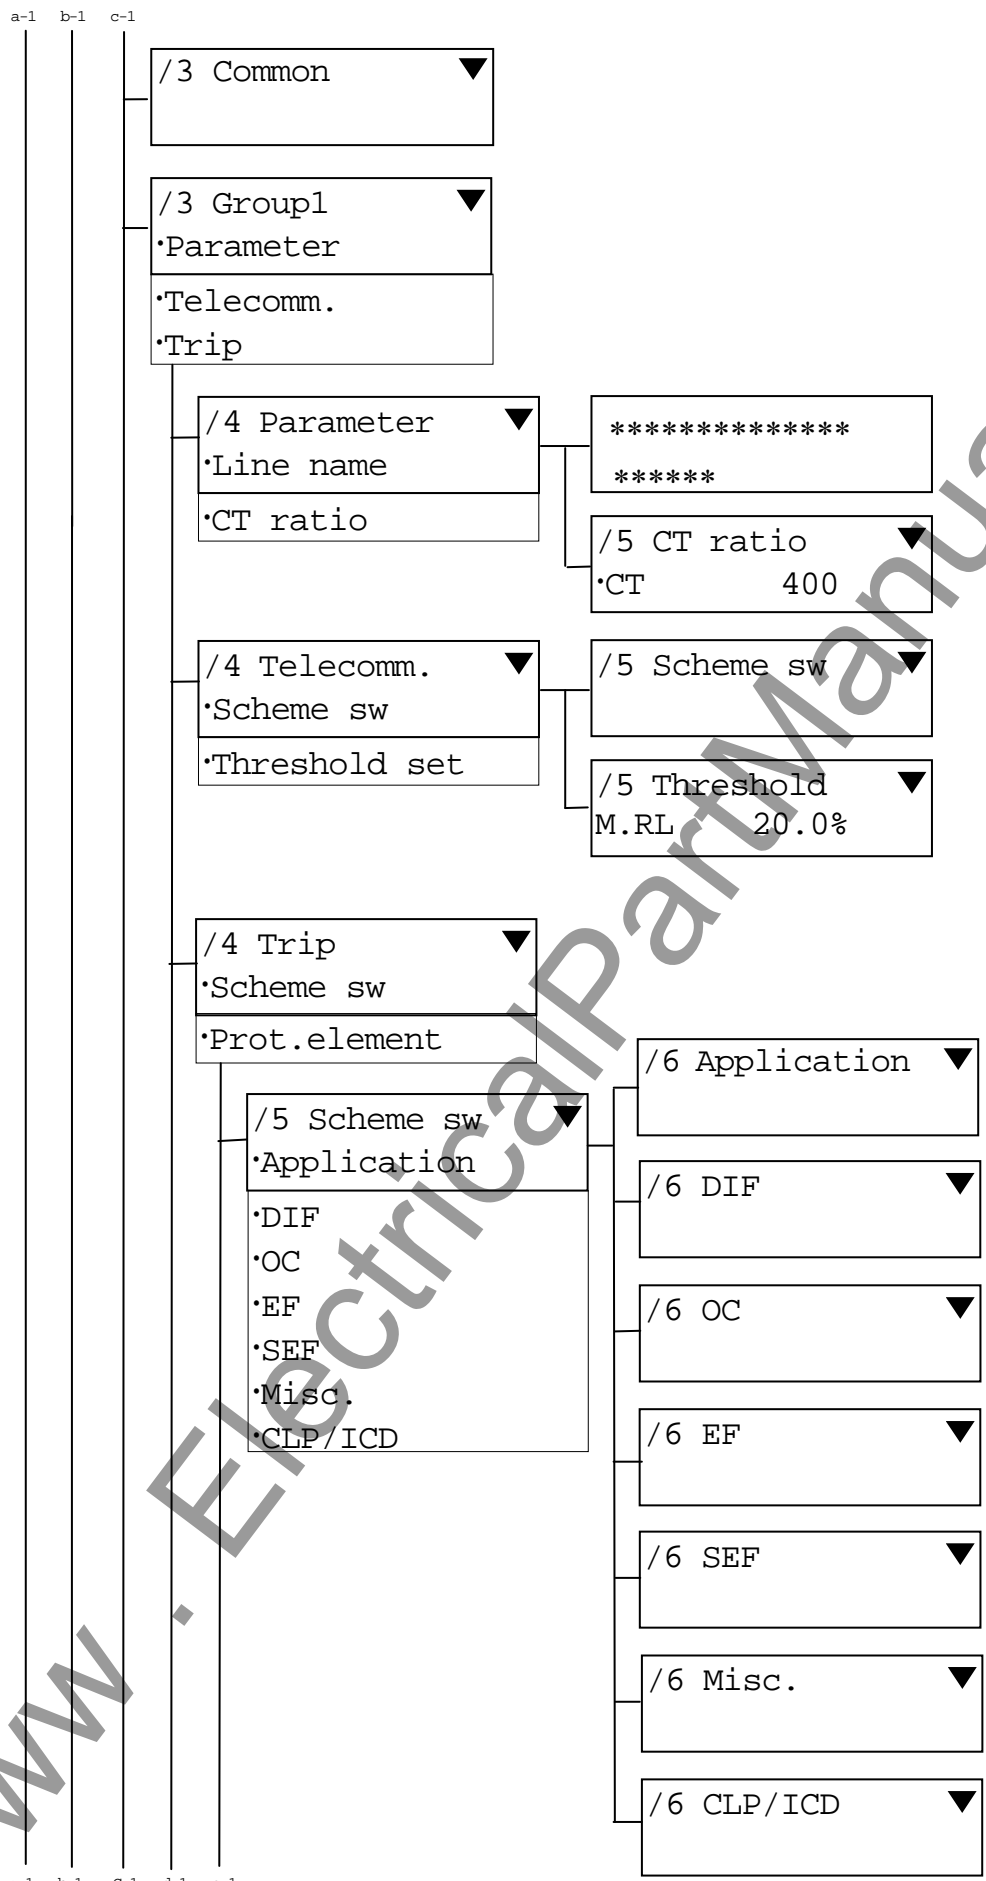 a-1 b-1 c-1
/3 Common ▼
/3 Group1 ▼
·Parameter
·Telecomm.
·Trip
/4 Parameter ▼
·Line name
·CT ratio
**************
******
/5 CT ratio ▼
·CT 400
/4 Telecomm. ▼
·Scheme sw
·Threshold set
/5 Scheme sw ▼
/5 Threshold ▼
M.RL 20.0%
/4 Trip ▼
·Scheme sw
·Prot.element
/5 Scheme sw ▼
·Application
·DIF
·OC
·EF
·SEF
·Misc.
·CLP/ICD
/6 Application ▼
/6 DIF ▼
/6 OC ▼
/6 EF ▼
/6 SEF ▼
/6 Misc. ▼
/6 CLP/ICD ▼
ww . ElectricalPartManua